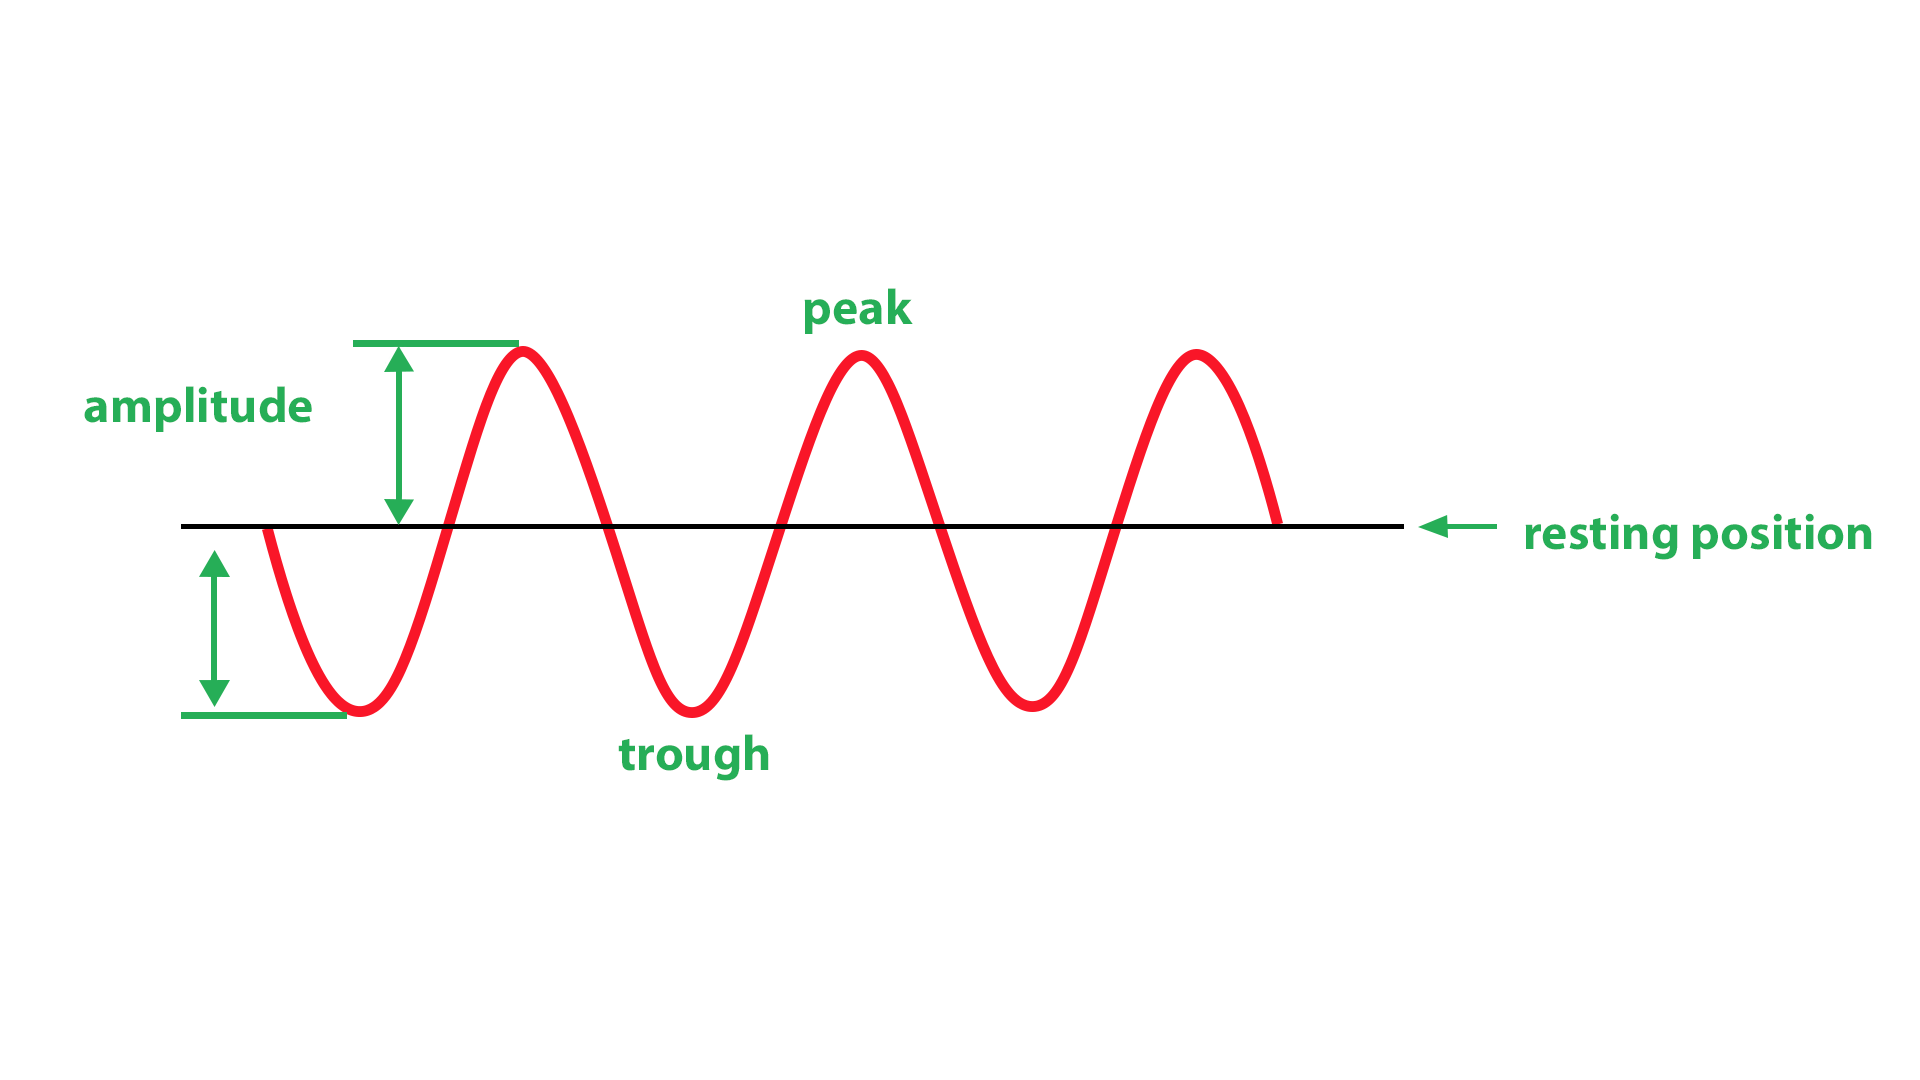 peak
amplitude
resting position
trough